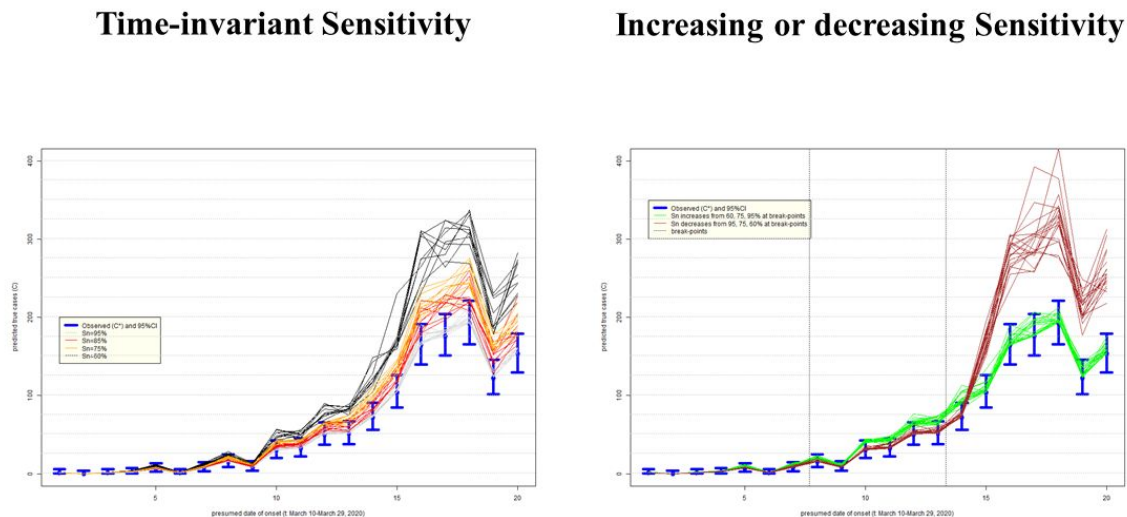 Time-invariant Sensitivity
Increasing or decreasing Sensitivity
400
300
200
100
0
predicted true cases (C)
Observed (C*) and 95%CI
Sn=95%
Sn=85%
Sn=75%
Sn=60%
5
10
15
20
presumed date of onset (t: March 10-March 29, 2020)
400
300
200
100
0
predicted true cases (C)
Observed (C*) and 95%CI
Sn increases from 60, 75, 95% at break-points
Sn decreases from 95, 75, 60% at break-points
break-points
5
10
15
20
presumed date of onset (t: March 10-March 29, 2020)